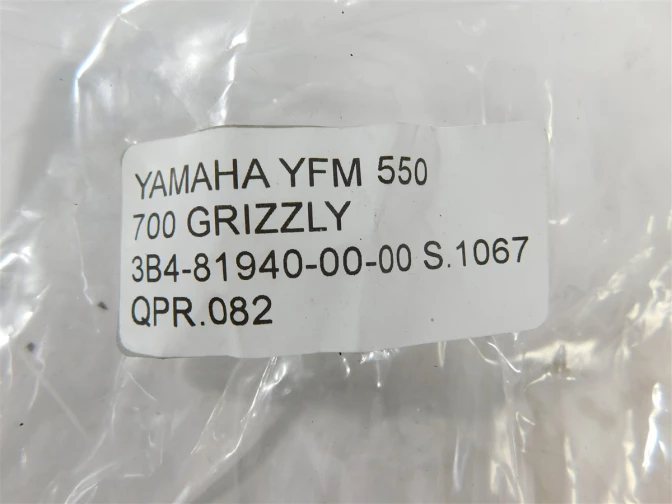 YAMAHA YFM 550
700 GRIZZLY
3B4-81940-00-00 S.1067
QPR.082